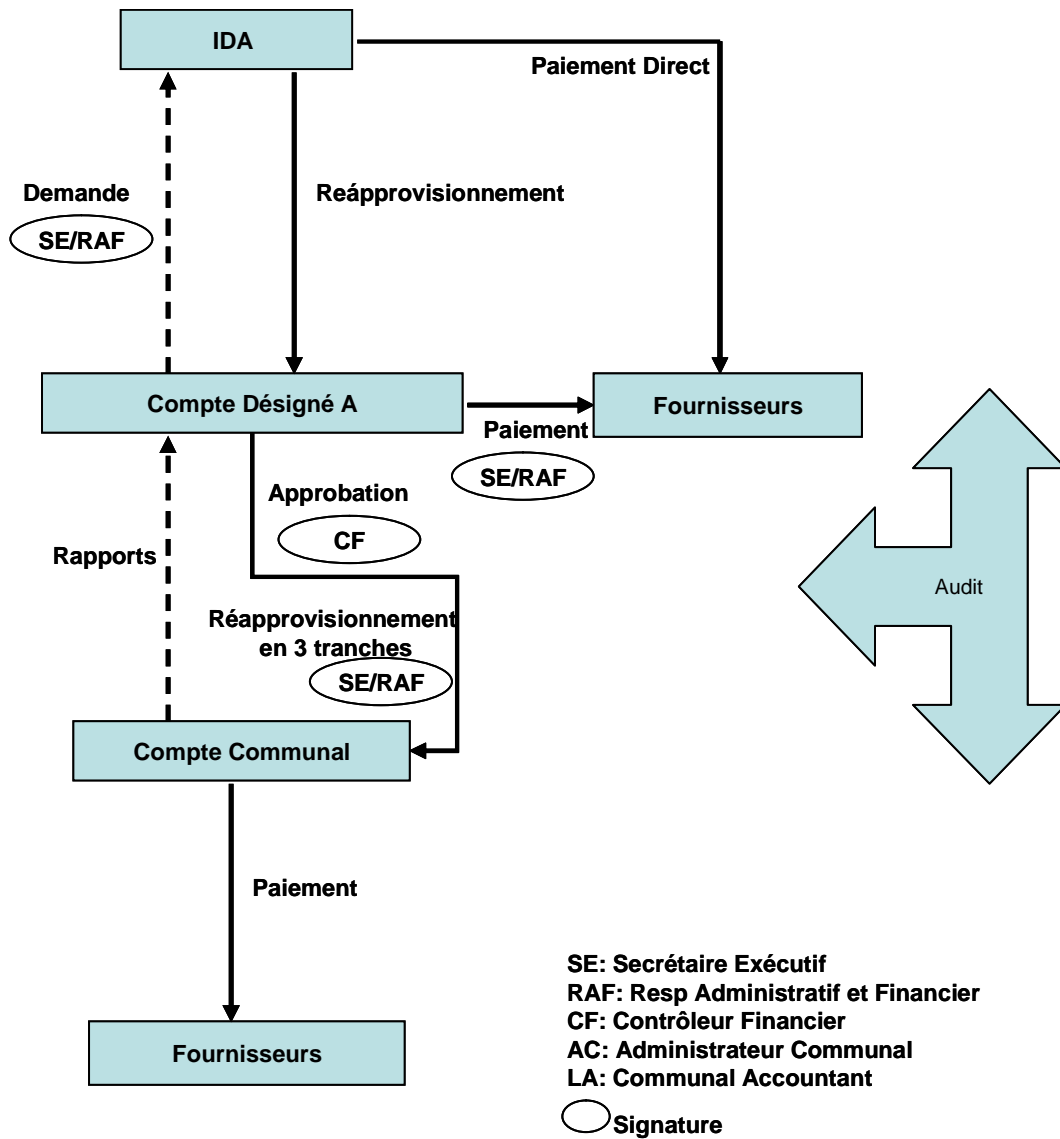 IDA
Paiement Direct
Demande
SE/RAF
Reápprovisionnement
Compte Désigné A
Fournisseurs
Paiement
SE/RAF
Approbation
CF
Rapports
Audit
Réapprovisionnement
en 3 tranches
SE/RAF
Compte Communal
Paiement
Fournisseurs
SE: Secrétaire Exécutif
RAF: Resp Administratif et Financier
CF: Contrôleur Financier
AC: Administrateur Communal
LA: Communal Accountant
Signature